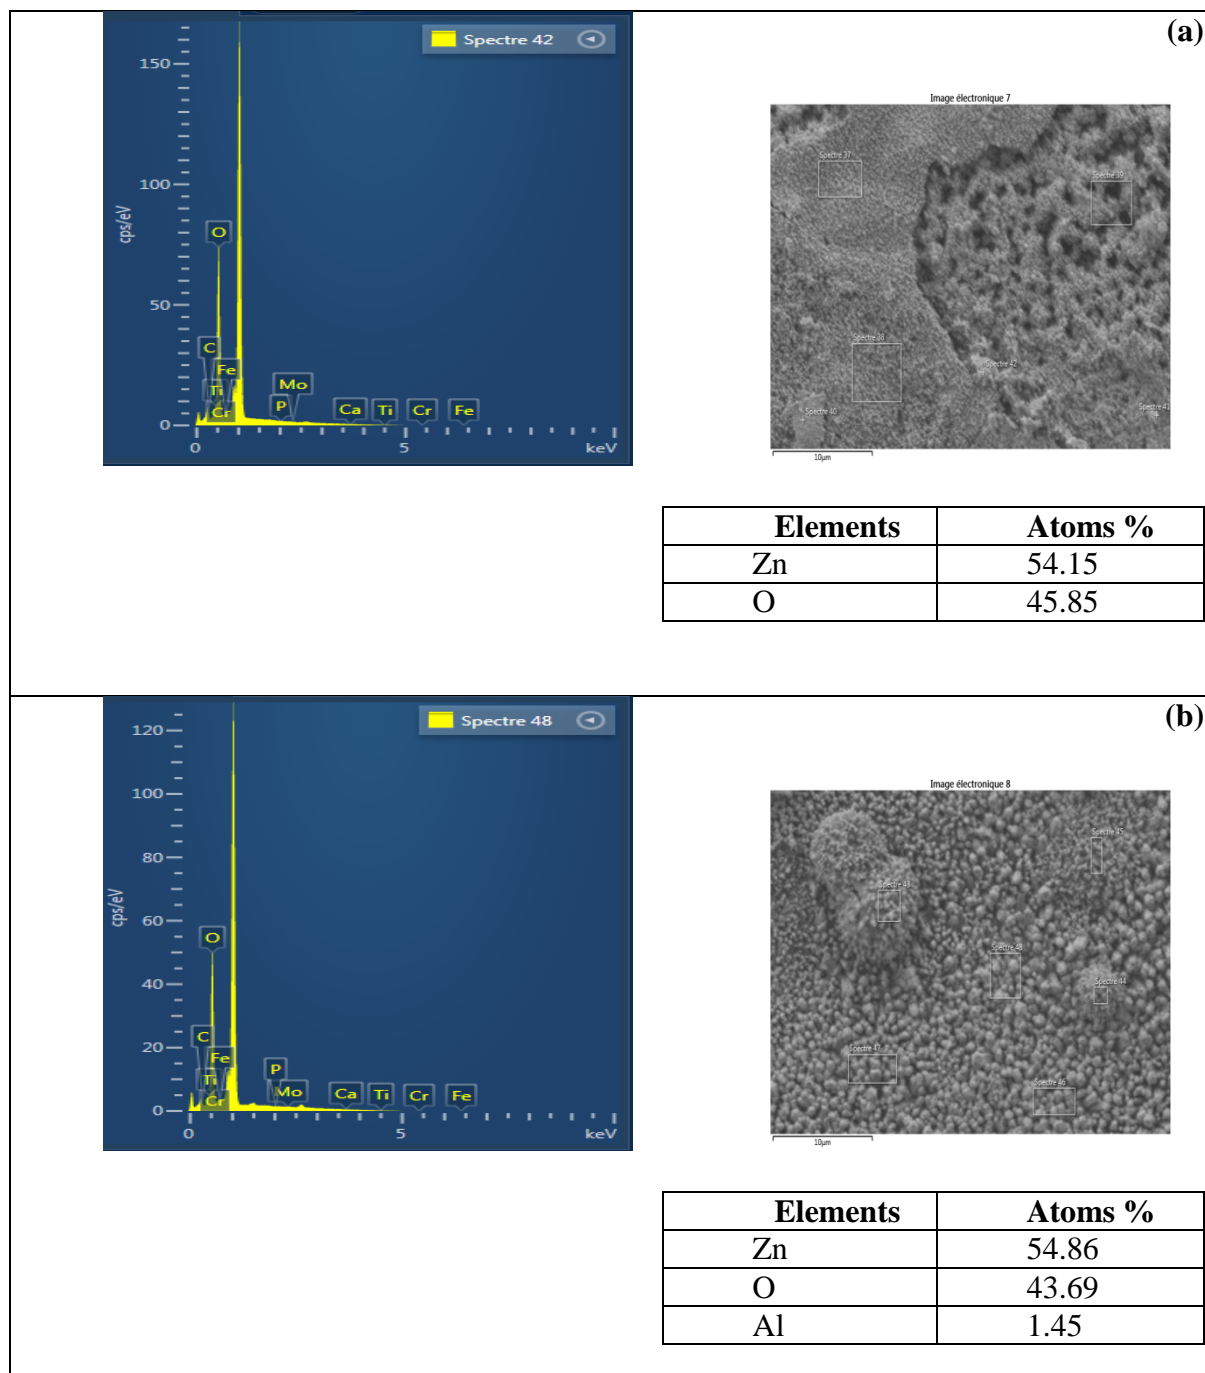 (a)
Spectre 42
150
100
50
0
cps/eV
O
C
Fe
Ti
Cr
P
Mo
Ca
Ti
Cr
Fe
0
5
keV
Image électronique 7
Spectre 37
Spectre 39
Spectre 38
Spectre 42
Spectre 40
Spectre 41
10µm
Elements Atoms %
Zn 54.15
O 45.85
(b)
Spectre 48
120
100
80
60
40
20
0
cps/eV
O
C
Fe
Ti
Cr
P
Mo
Ca
Ti
Cr
Fe
0
5
keV
Image électronique 8
Spectre 45
Spectre 43
Spectre 48
Spectre 44
Spectre 47
Spectre 46
10µm
Elements Atoms %
Zn 54.86
O 43.69
Al 1.45